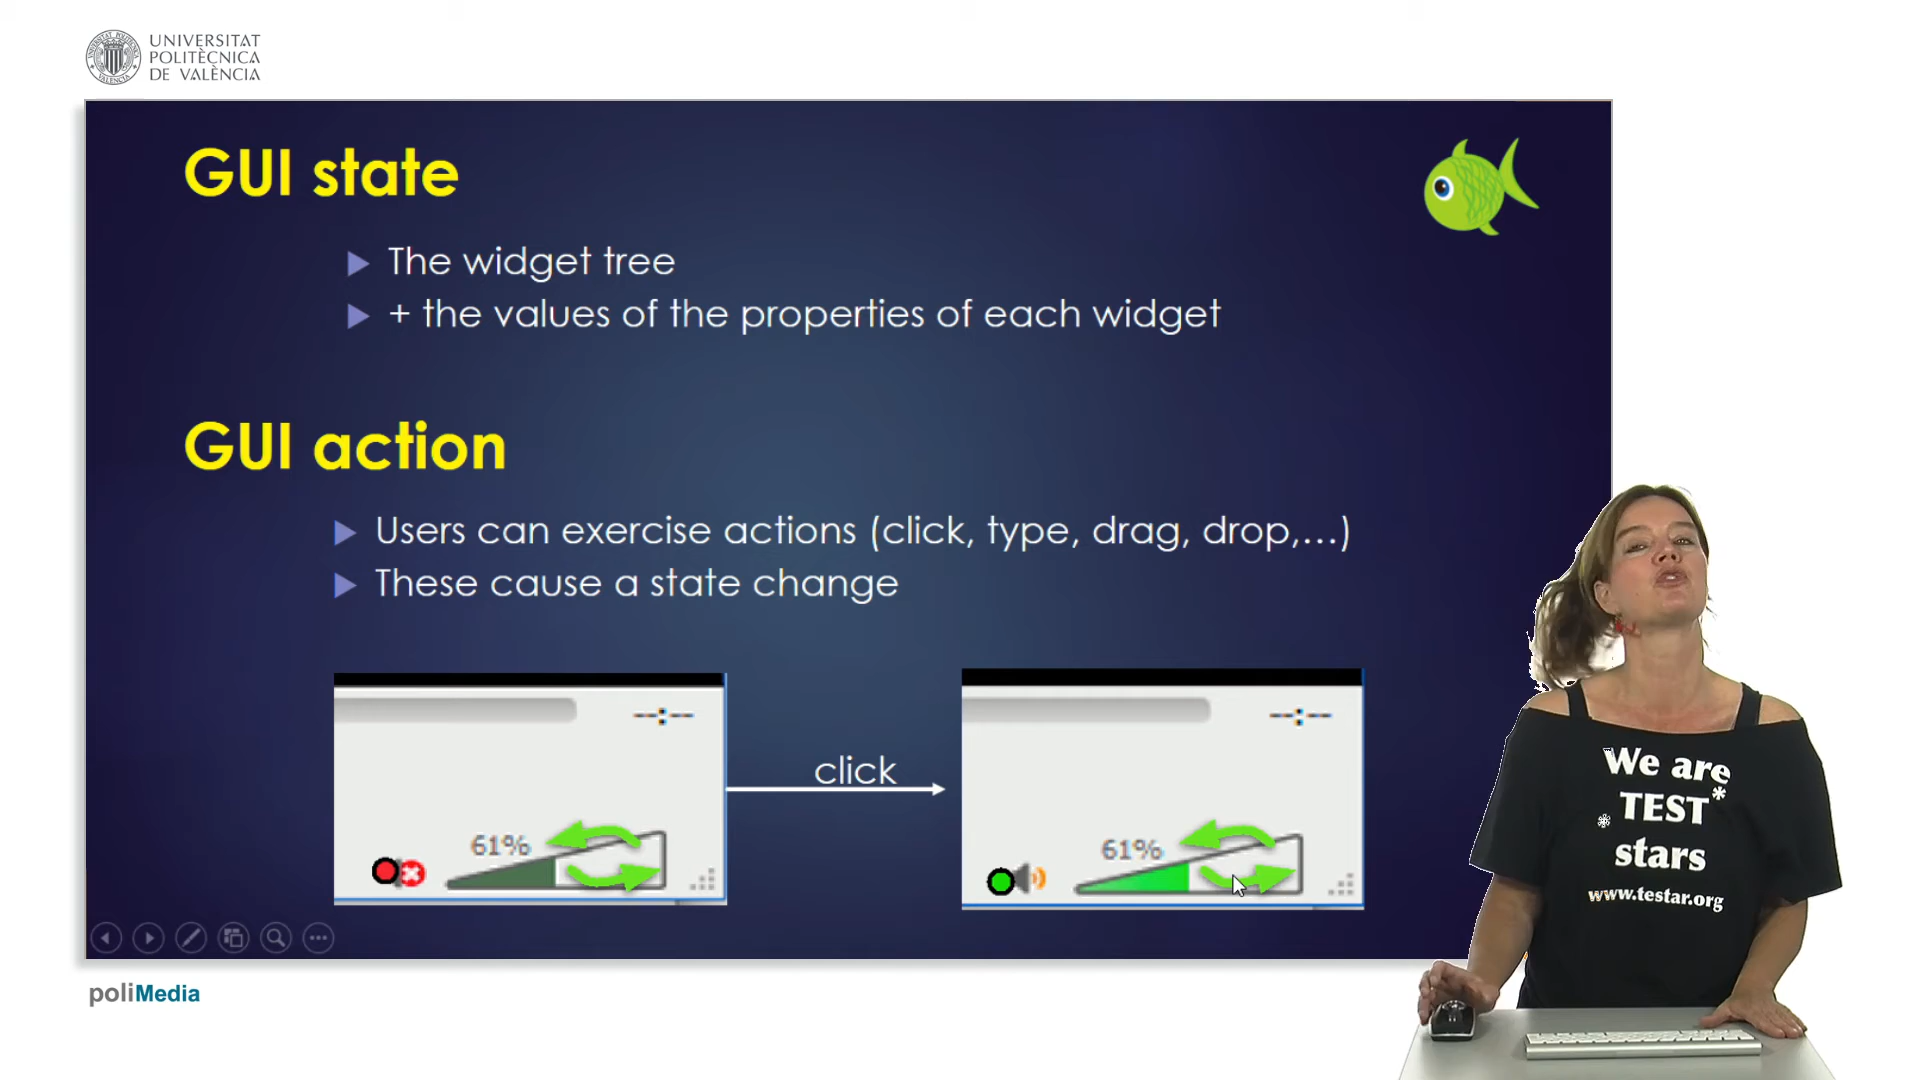 UNIVERSITAT
POLITÈCNICA
DE VALÈNCIA
GUI state
The widget tree
+ the values of the properties of each widget
GUI action
Users can exercise actions (click, type, drag, drop,...)
These cause a state change
--:--
61%
click
--:--
61%
We are
TEST*
* stars
www.testar.org
poliMedia